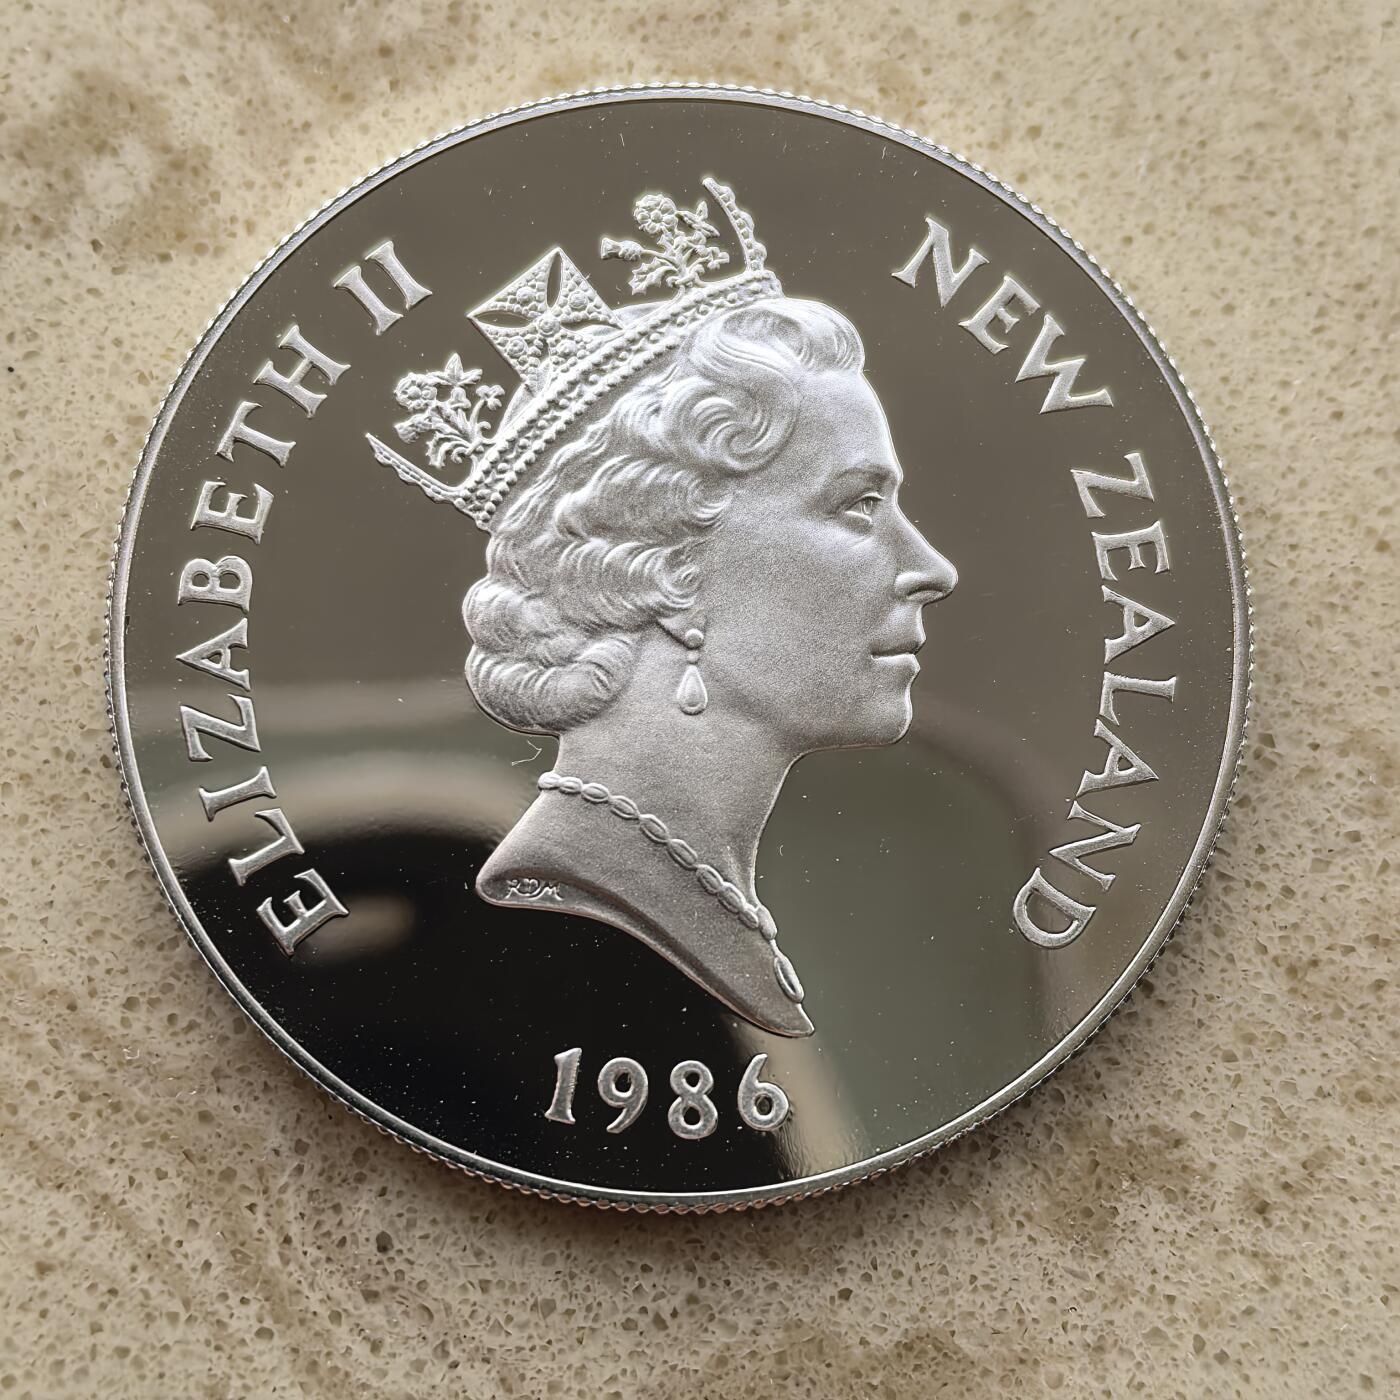 ELIZABETH II
NEW ZEALAND
RDM
1986